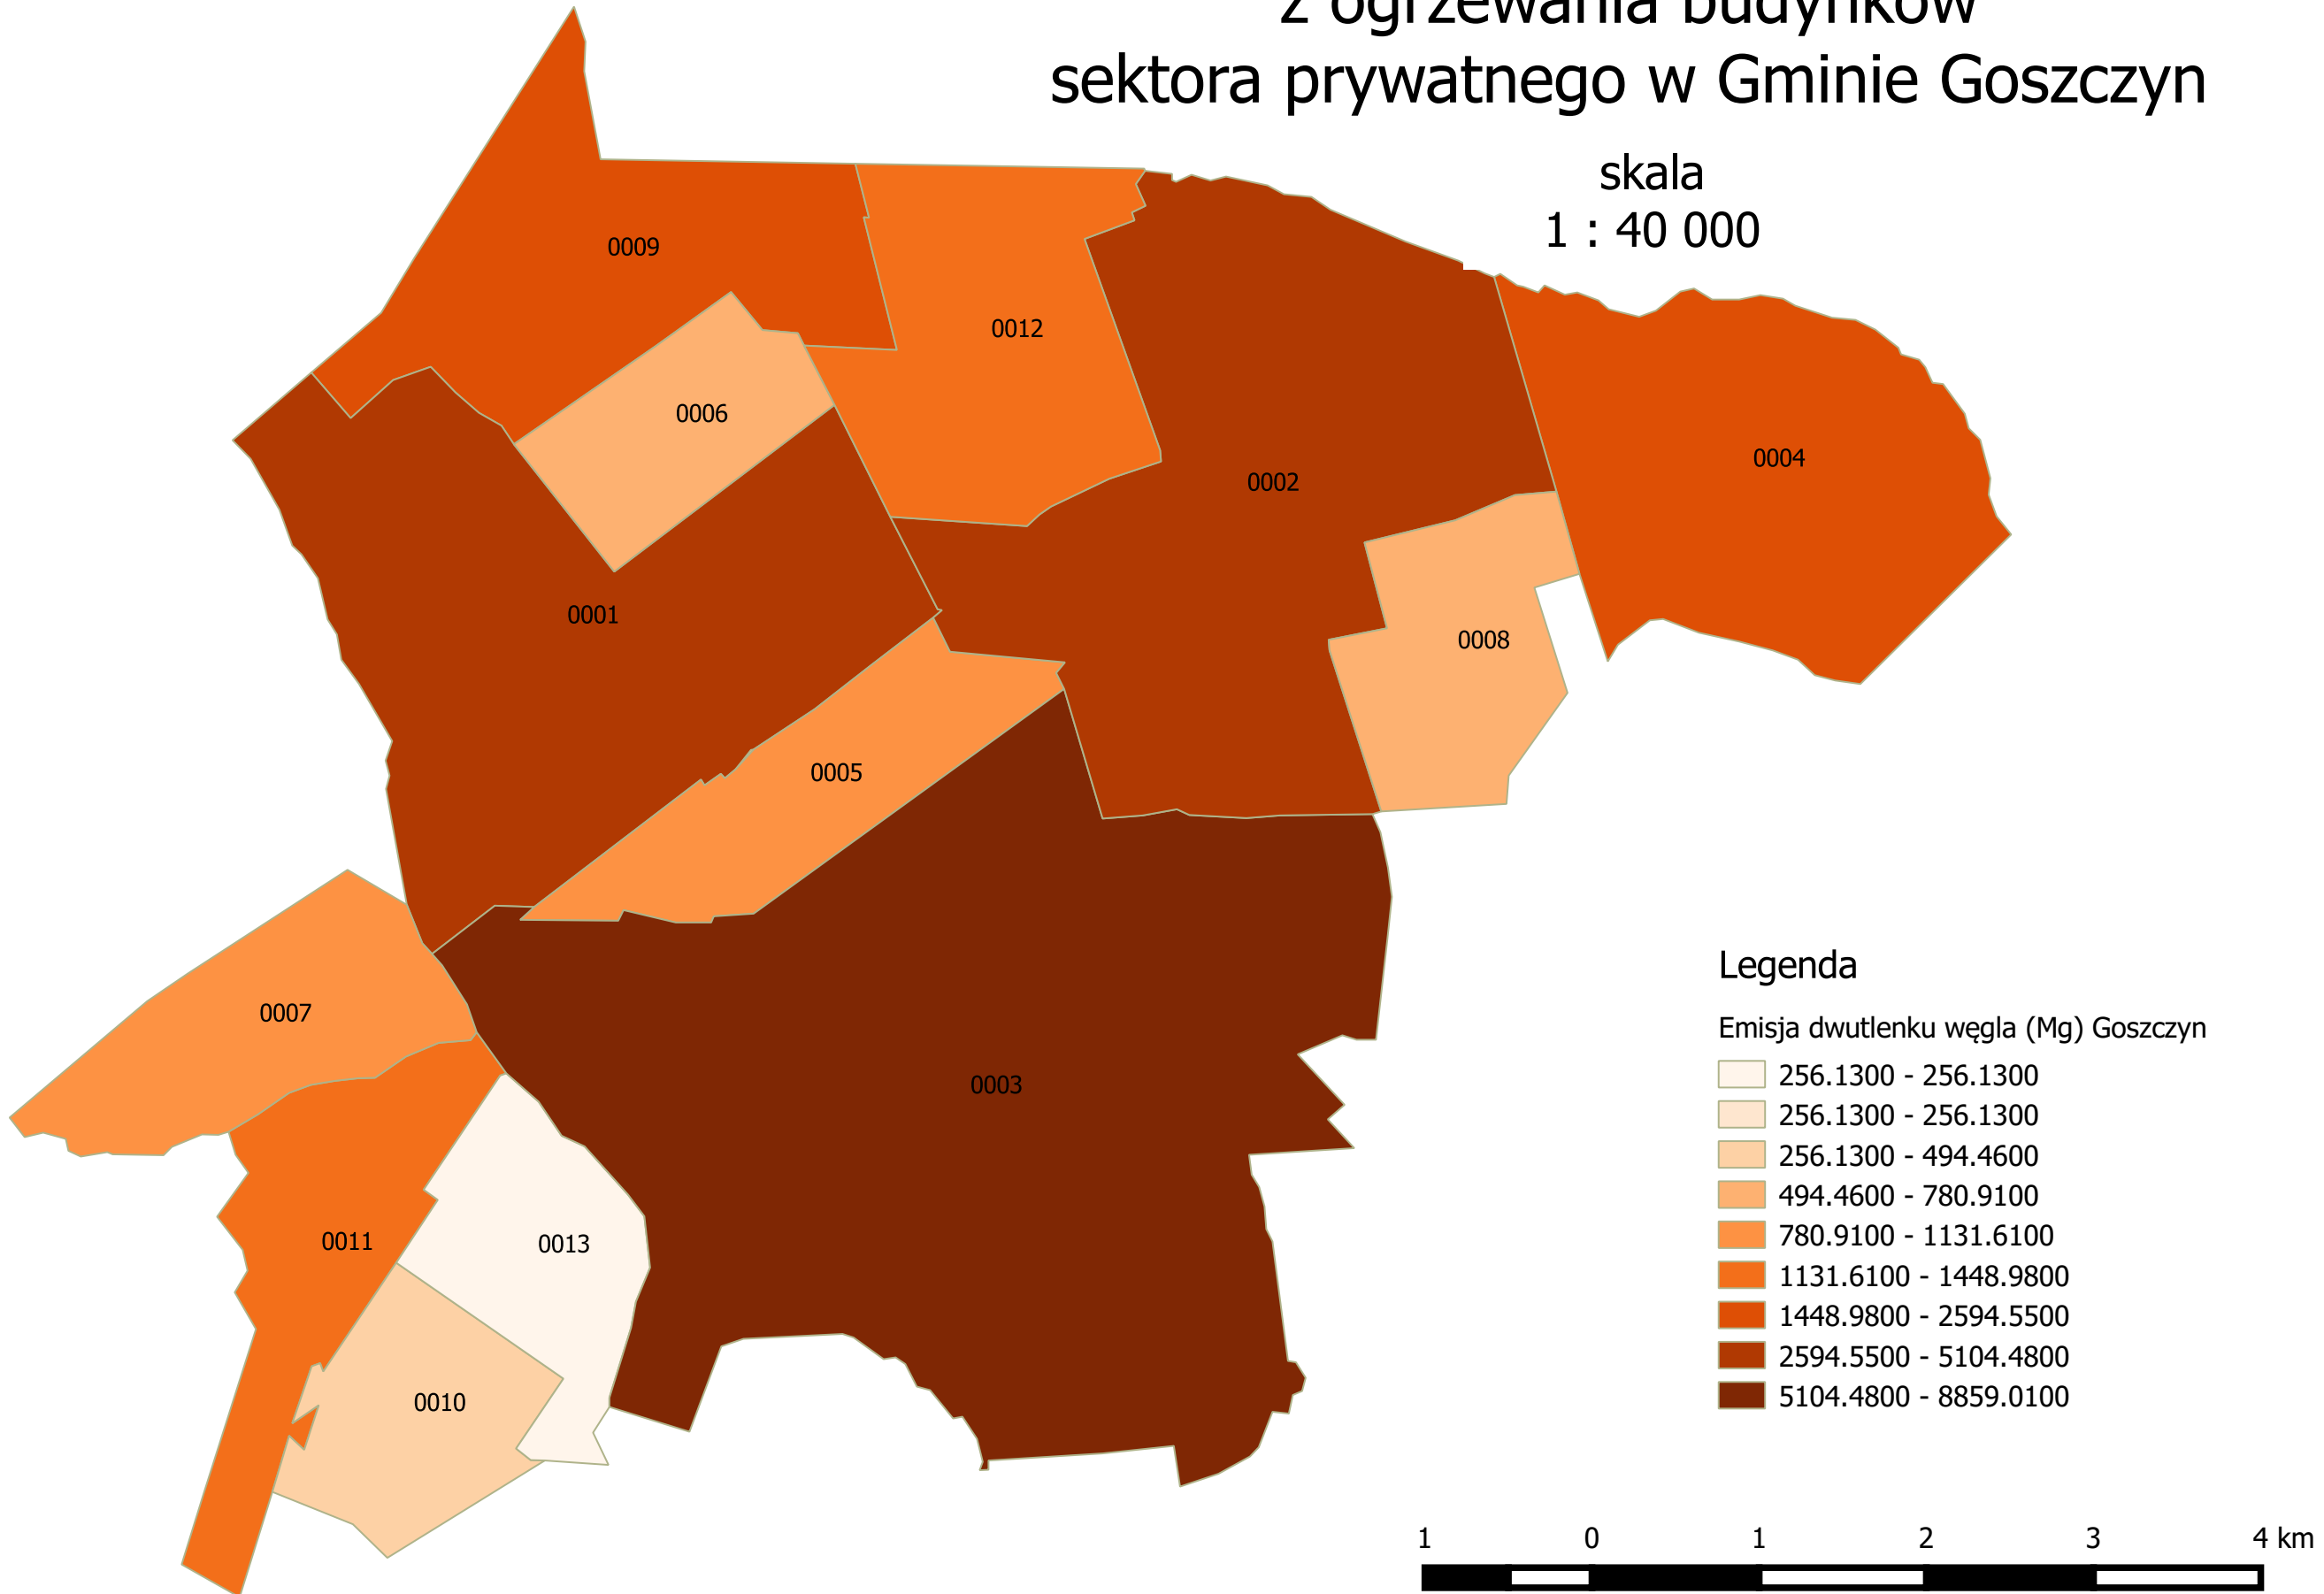 z ogrzewania budynków
sektora prywatnego w Gminie Goszczyn
skala
1 : 40 000
0009
0012
0006
0002
0004
0001
0008
0005
0007
0003
0011
0013
0010
Legenda
Emisja dwutlenku węgla (Mg) Goszczyn
256.1300 - 256.1300
256.1300 - 256.1300
256.1300 - 494.4600
494.4600 - 780.9100
780.9100 - 1131.6100
1131.6100 - 1448.9800
1448.9800 - 2594.5500
2594.5500 - 5104.4800
5104.4800 - 8859.0100
1 0 1 2 3 4 km